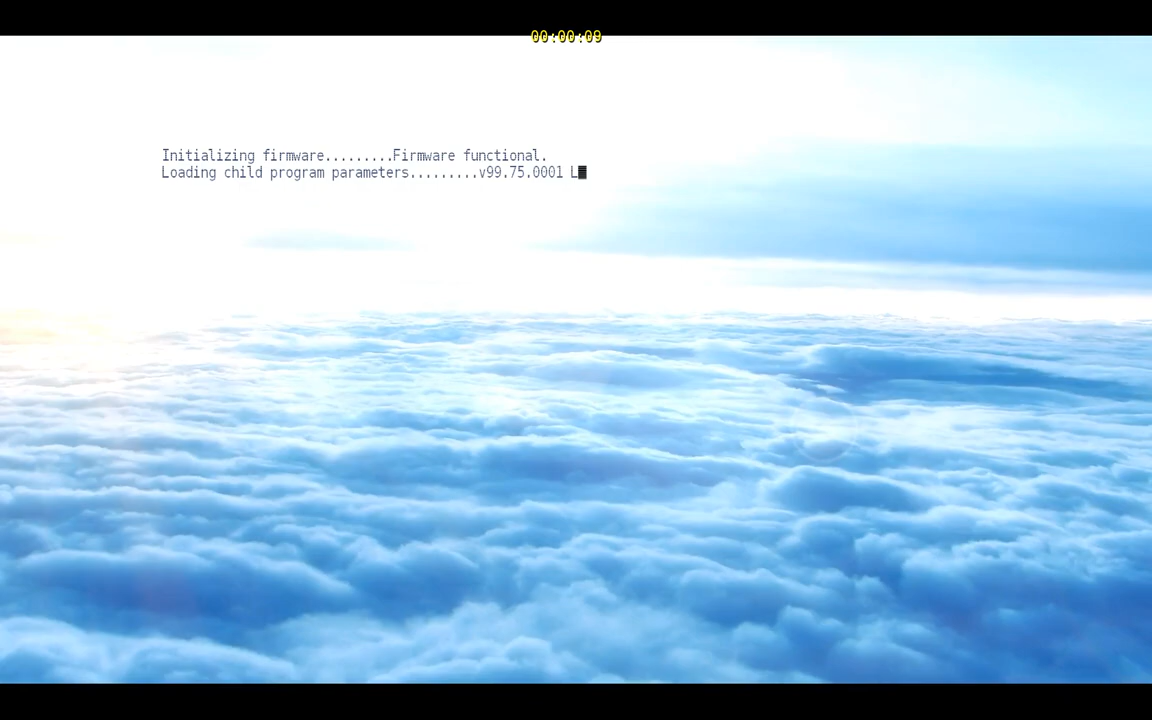 00:00:09
Initializing firmware.........Firmware functional.
Loading child program parameters.........v99.75.0001 L